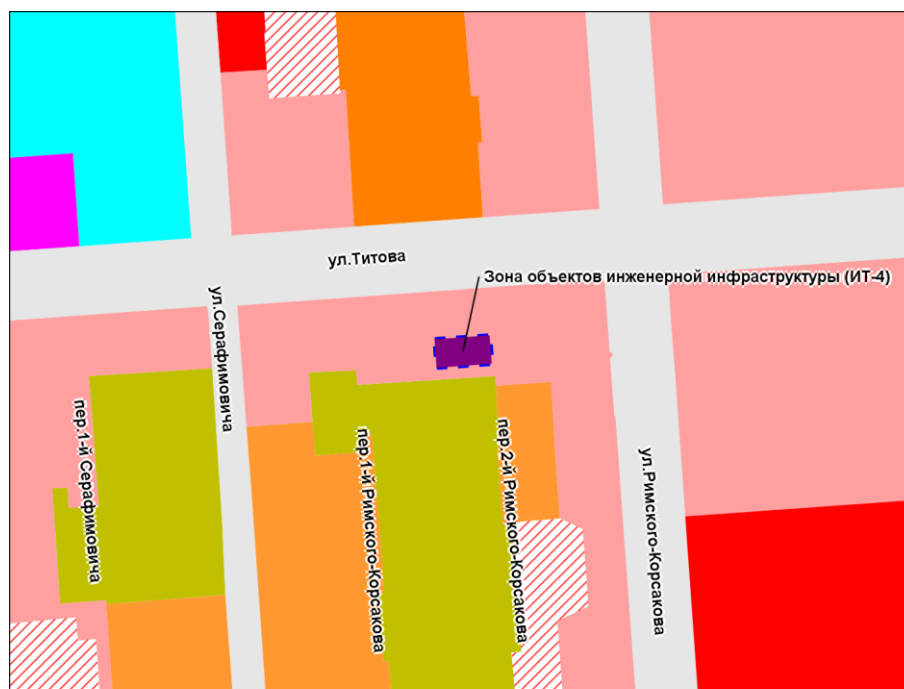 ул.Титова
Зона объектов инженерной инфраструктуры (ИТ-4)
ул.Серафимовича
пер.1-й Серафимовича
пер.1-й Римского-Корсакова
пер.2-й Римского-Корсакова
ул.Римского-Корсакова